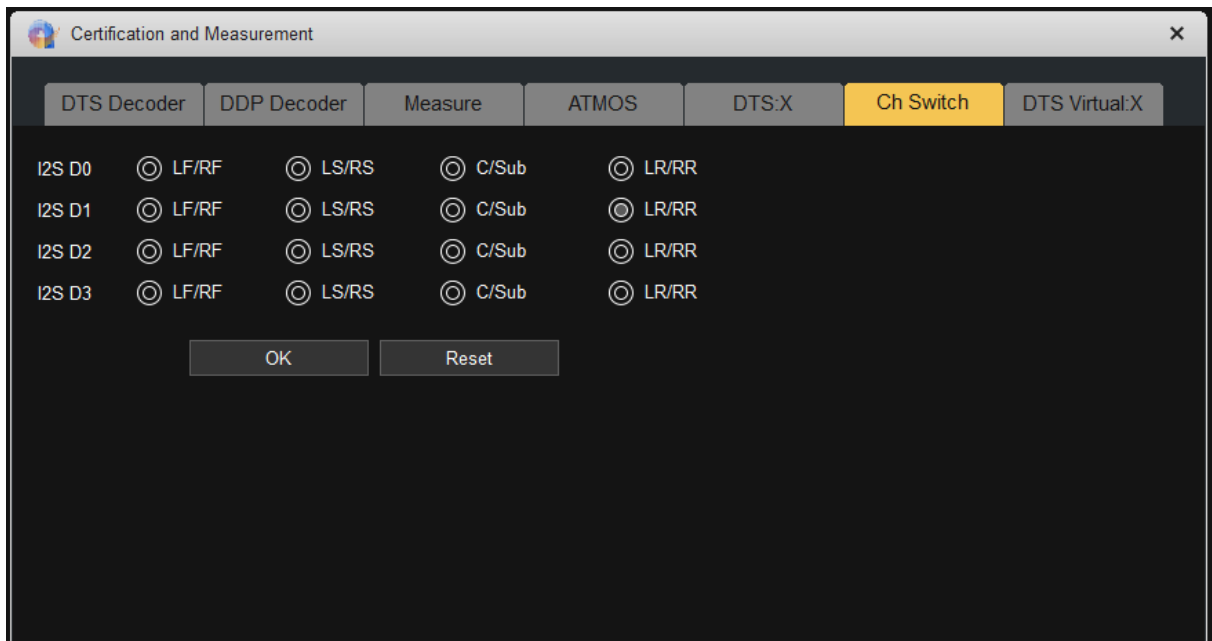 Certification and Measurement
DTS Decoder DDP Decoder Measure ATMOS DTS:X Ch Switch DTS Virtual:X
I2S D0 LF/RF LS/RS C/Sub LR/RR
I2S D1 LF/RF LS/RS C/Sub LR/RR
I2S D2 LF/RF LS/RS C/Sub LR/RR
I2S D3 LF/RF LS/RS C/Sub LR/RR
OK Reset